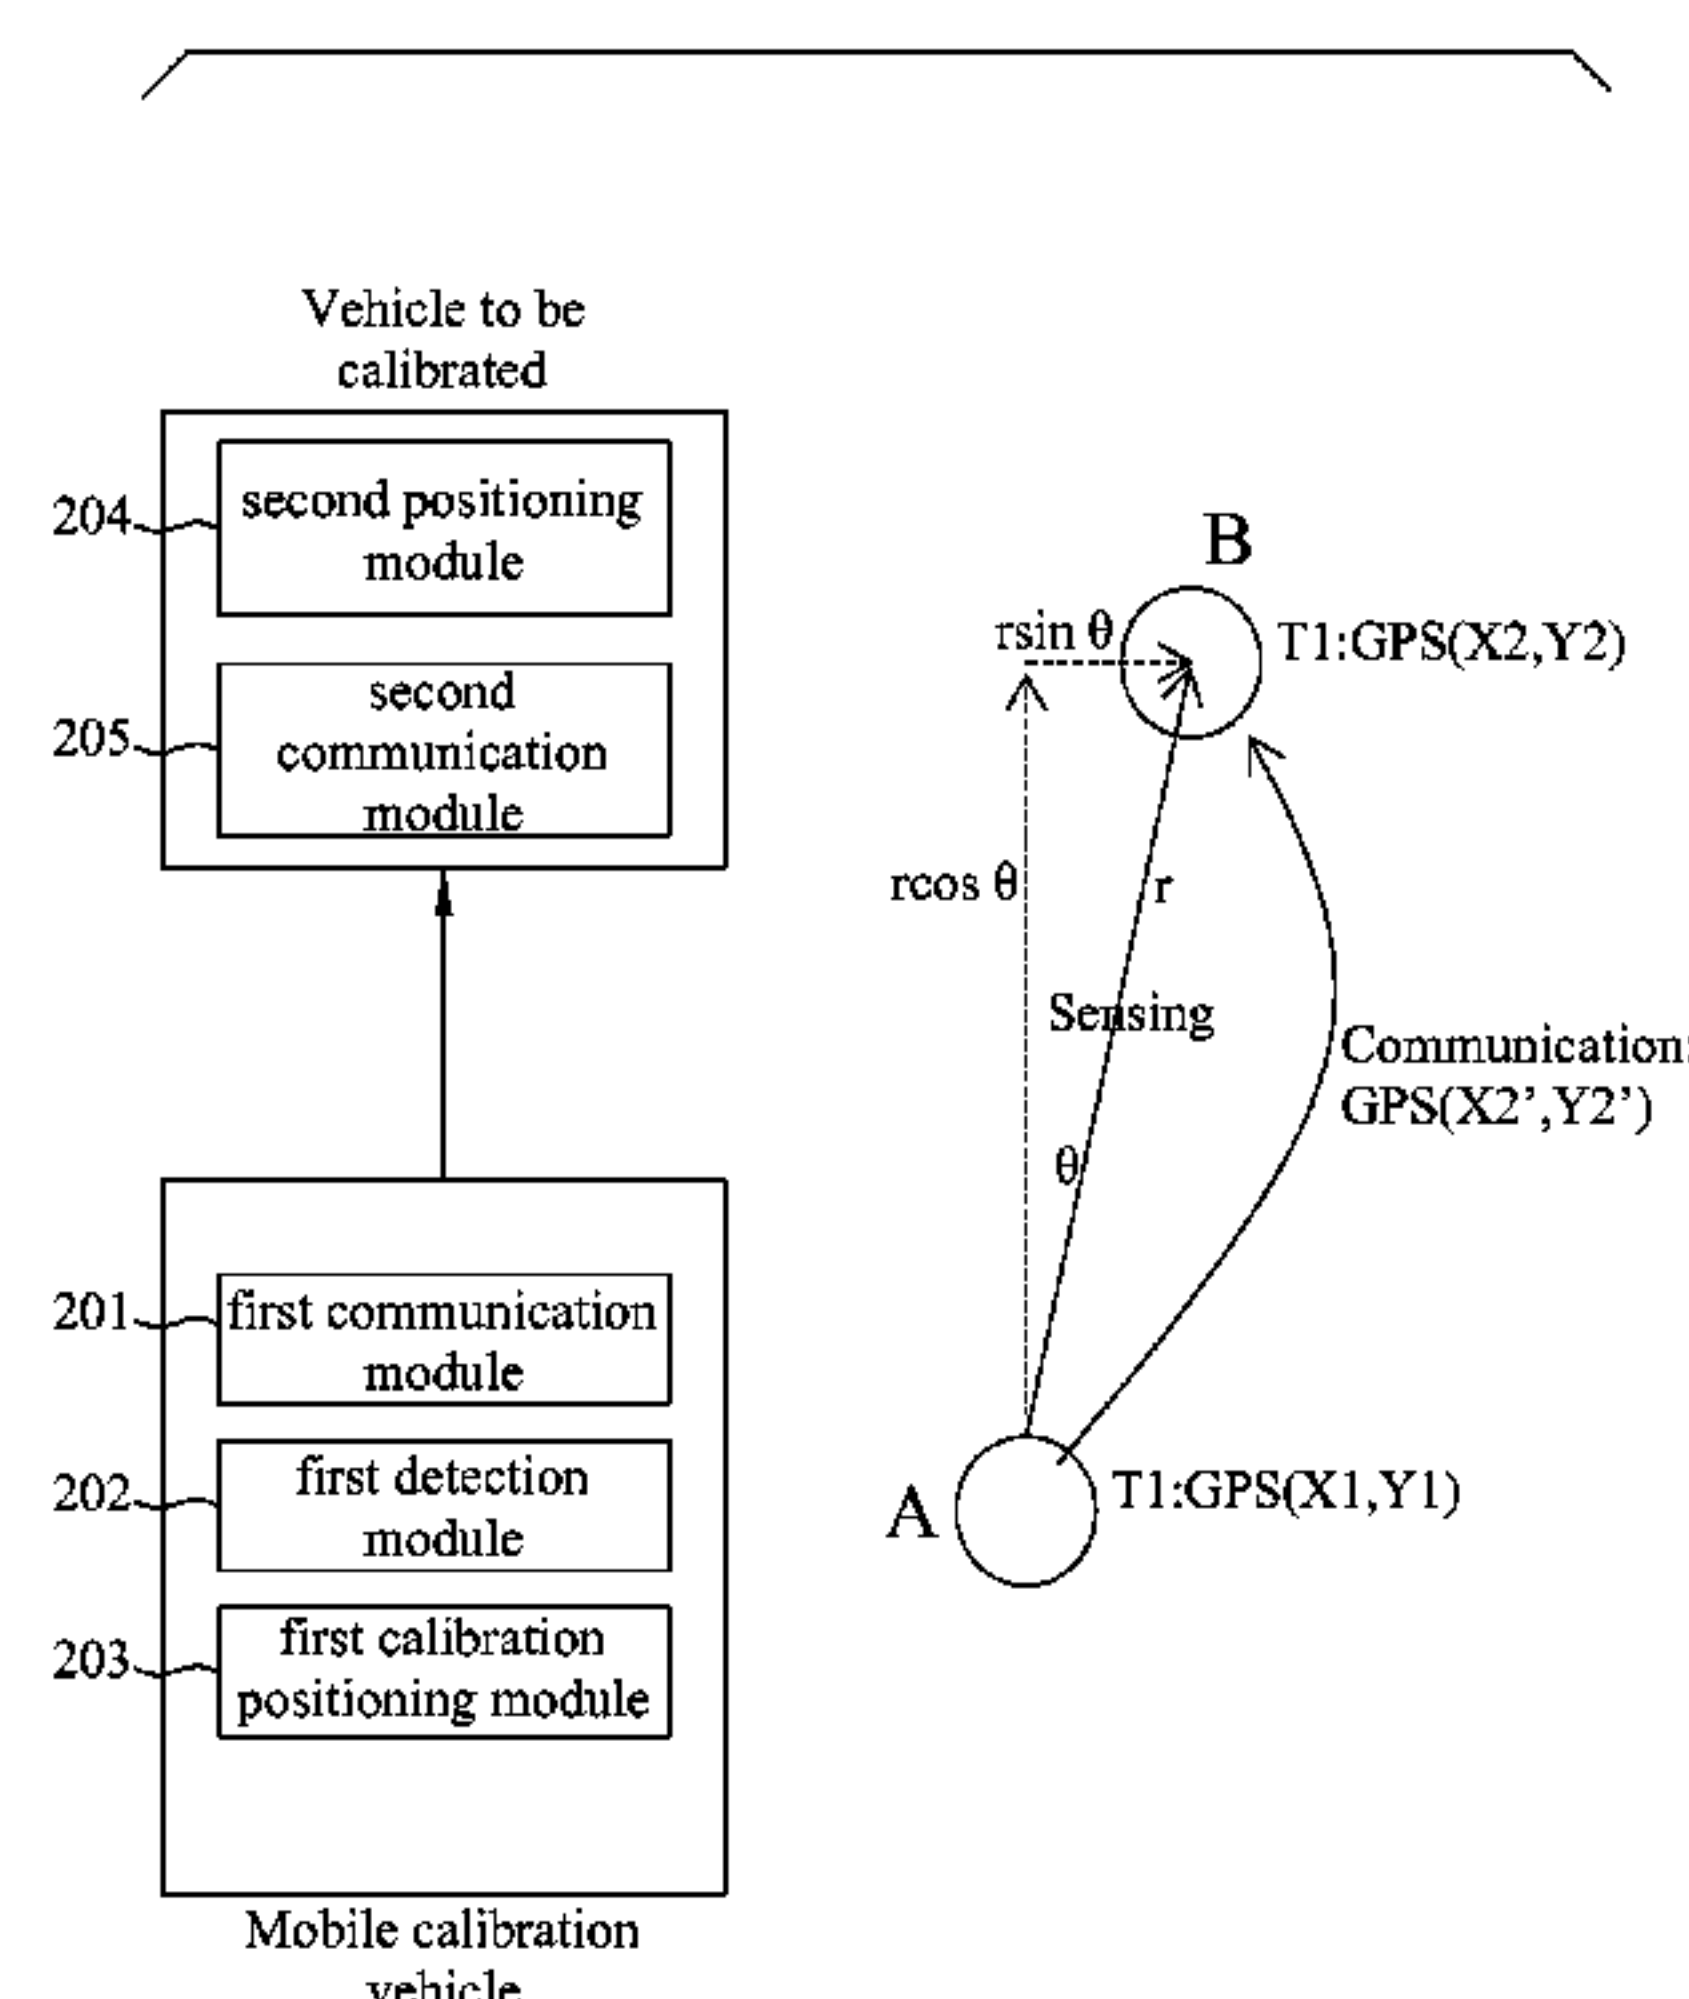 Vehicle to be
calibrated
204
second positioning
module
205
second
communication
module
201
first communication
module
202
first detection
module
203
first calibration
positioning module
Mobile calibration
vehicle
B
rsin θ
T1:GPS(X2,Y2)
rcos θ
r
Sensing
Communication:
GPS(X2’,Y2’)
θ
A
T1:GPS(X1,Y1)